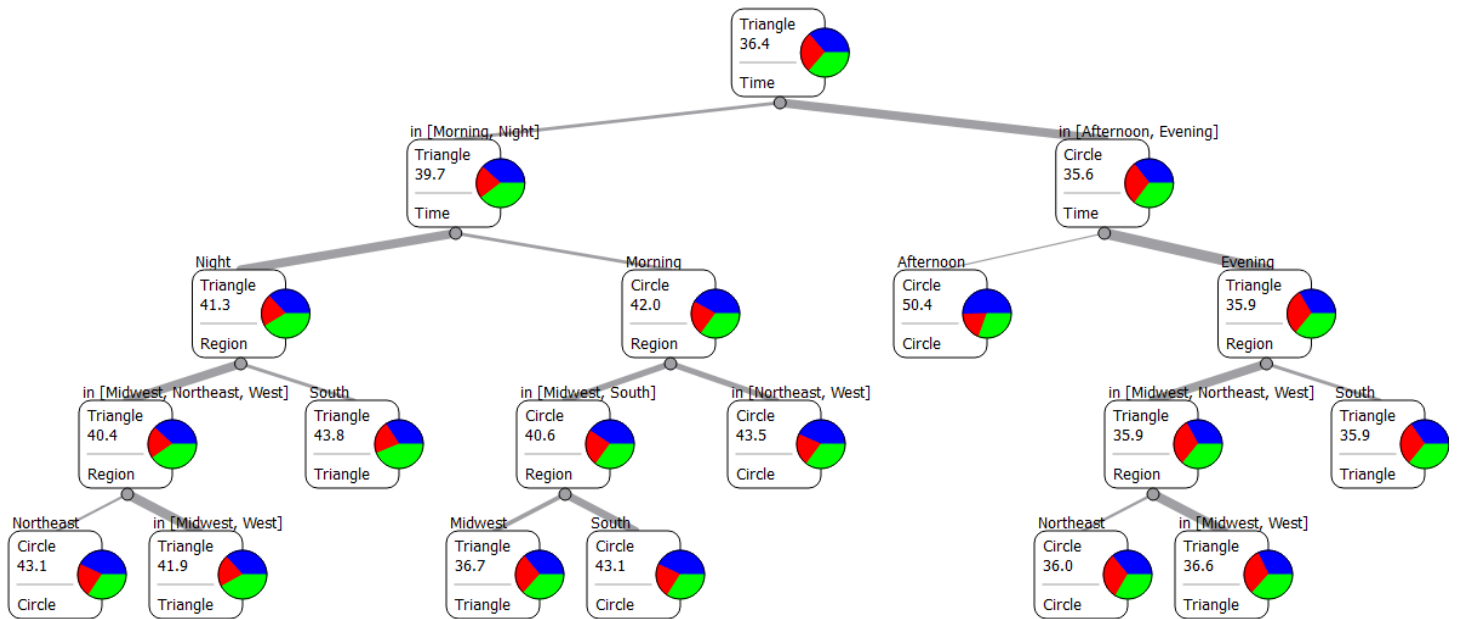 Triangle
36.4
Time
in [Morning, Night]
Triangle
39.7
Time
in [Afternoon, Evening]
Circle
35.6
Time
Night
Triangle
41.3
Region
Morning
Circle
42.0
Region
Afternoon
Circle
50.4
Circle
Evening
Triangle
35.9
Region
in [Midwest, Northeast, West]
Triangle
40.4
Region
South
Triangle
43.8
Triangle
in [Midwest, South]
Circle
40.6
Region
in [Northeast, West]
Circle
43.5
Circle
in [Midwest, Northeast, West]
Triangle
35.9
Region
South
Triangle
35.9
Triangle
Northeast
Circle
43.1
Circle
in [Midwest, West]
Triangle
41.9
Triangle
Midwest
Triangle
36.7
Triangle
South
Circle
43.1
Circle
Northeast
Circle
36.0
Circle
in [Midwest, West]
Triangle
36.6
Triangle